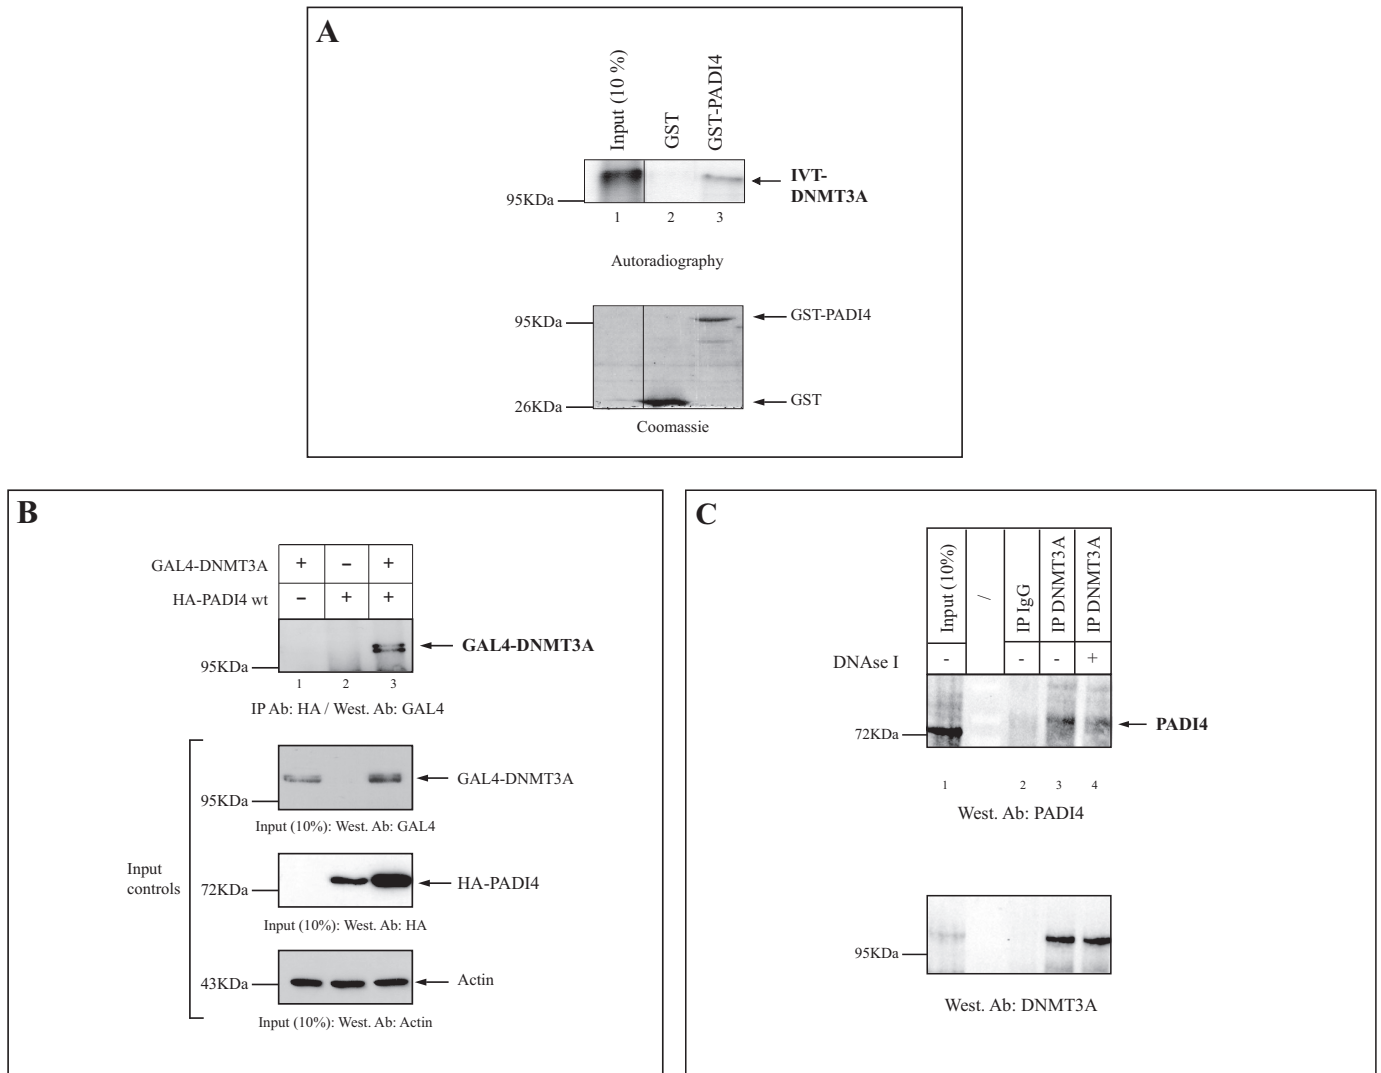 A
Input (10 %)
GST
GST-PADI4
IVT-
DNMT3A
95KDa
1 2 3
Autoradiography
95KDa
GST-PADI4
26KDa
GST
Coomassie
B
GAL4-DNMT3A + – +
HA-PADI4 wt – + +
GAL4-DNMT3A
95KDa
1 2 3
IP Ab: HA / West. Ab: GAL4
GAL4-DNMT3A
95KDa
Input (10%): West. Ab: GAL4
Input
controls
72KDa
HA-PADI4
Input (10%): West. Ab: HA
43KDa
Actin
Input (10%): West. Ab: Actin
C
Input (10%)
/
IP IgG
IP DNMT3A
IP DNMT3A
DNAse I - - - +
72KDa
PADI4
1 2 3 4
West. Ab: PADI4
95KDa
West. Ab: DNMT3A